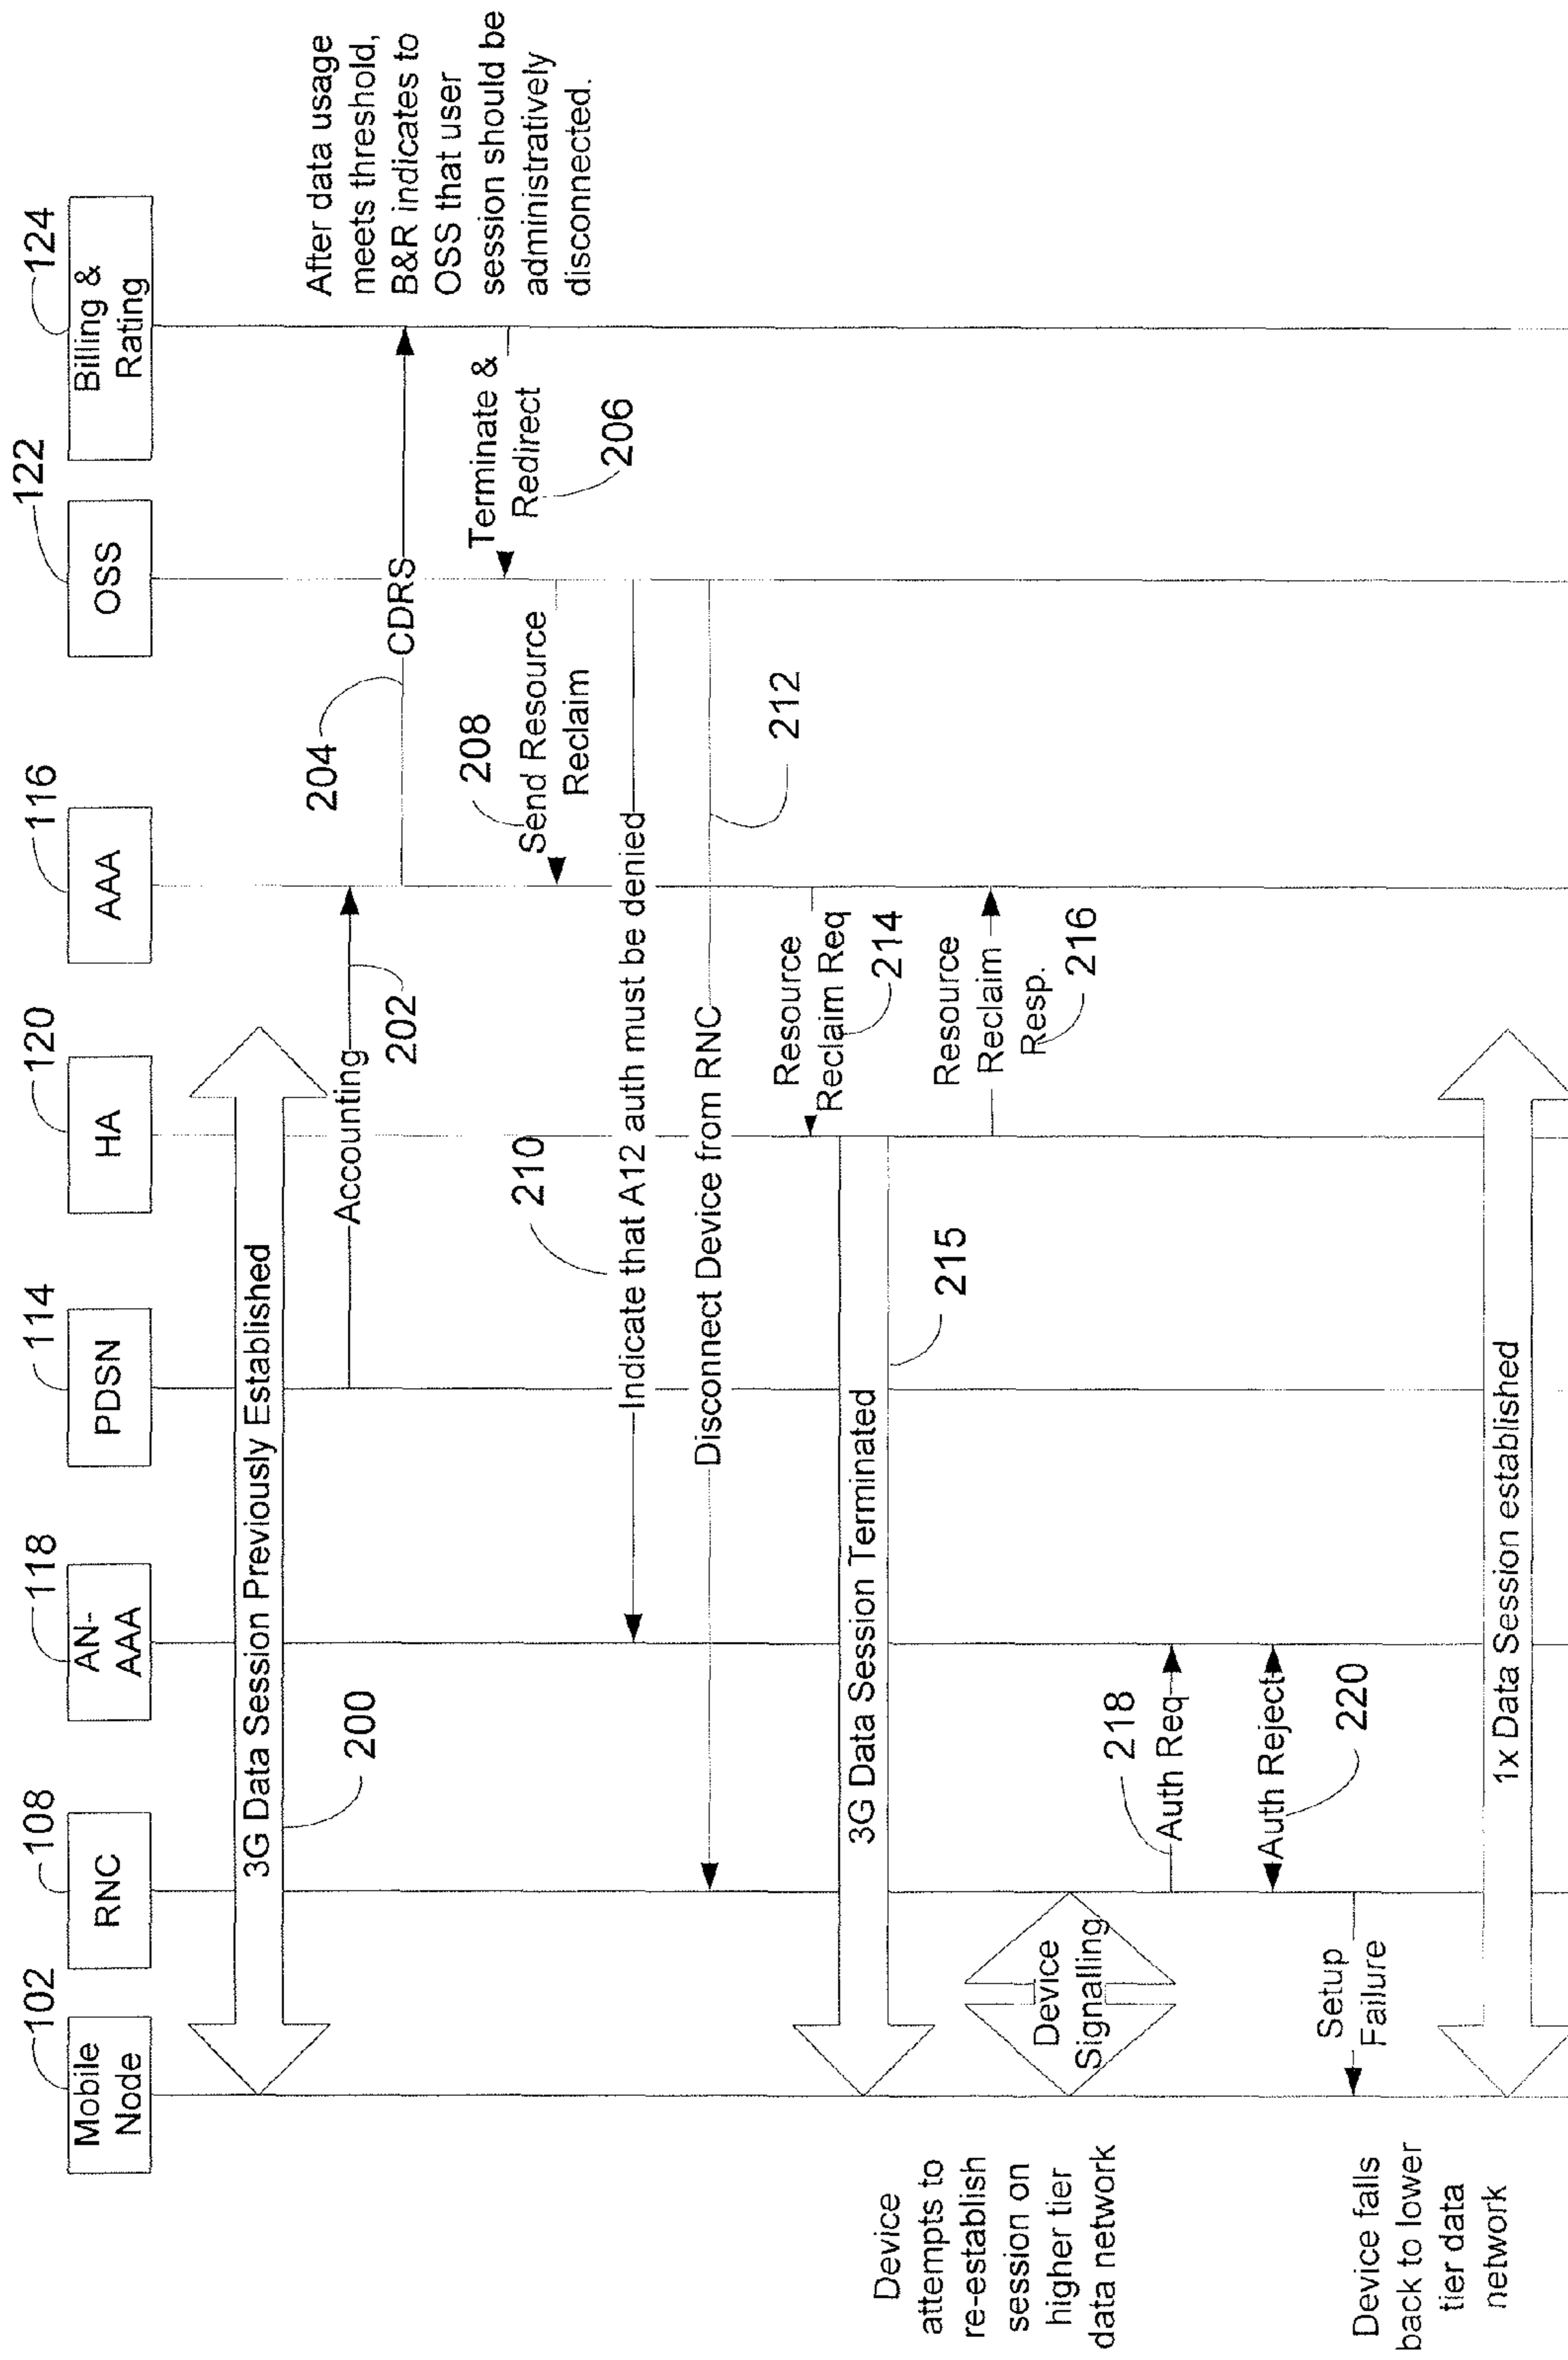 102
Mobile
Node
108
RNC
118
AN-
AAA
114
PDSN
120
HA
116
AAA
122
OSS
124
Billing &
Rating
3G Data Session Previously Established
200
Accounting
202
204
CDRS
After data usage
meets threshold,
B&R indicates to
OSS that user
session should be
administratively
disconnected.
Terminate &
Redirect
206
208
Send Resource
Reclaim
210
Indicate that A12 auth must be denied
Disconnect Device from RNC
212
Resource
Reclaim Req
214
3G Data Session Terminated
215
Resource
Reclaim
Resp.
216
Device
attempts to
re-establish
session on
higher tier
data network
Device
Signalling
218
Auth Req
Auth Reject
220
Setup
Failure
Device falls
back to lower
tier data
network
1x Data Session established